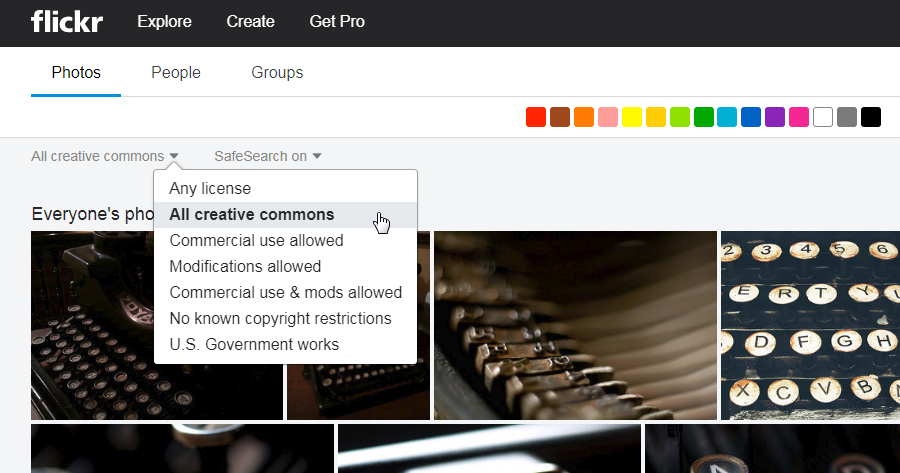 flickr Explore Create Get Pro
Photos People Groups
All creative commons SafeSearch on
Any license
Everyone's pho
All creative commons
Commercial use allowed
Modifications allowed
Commercial use & mods allowed
No known copyright restrictions
U.S. Government works
2 3 4 5 6
E R T Y U
D F G H
X C V B
A